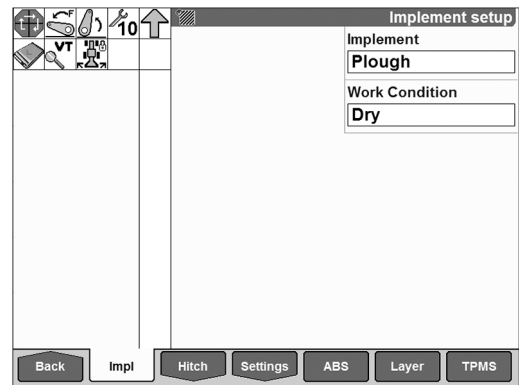 Implement setup
F
10
VT
Implement
Plough
Work Condition
Dry
Back
Impl
Hitch
Settings
ABS
Layer
TPMS